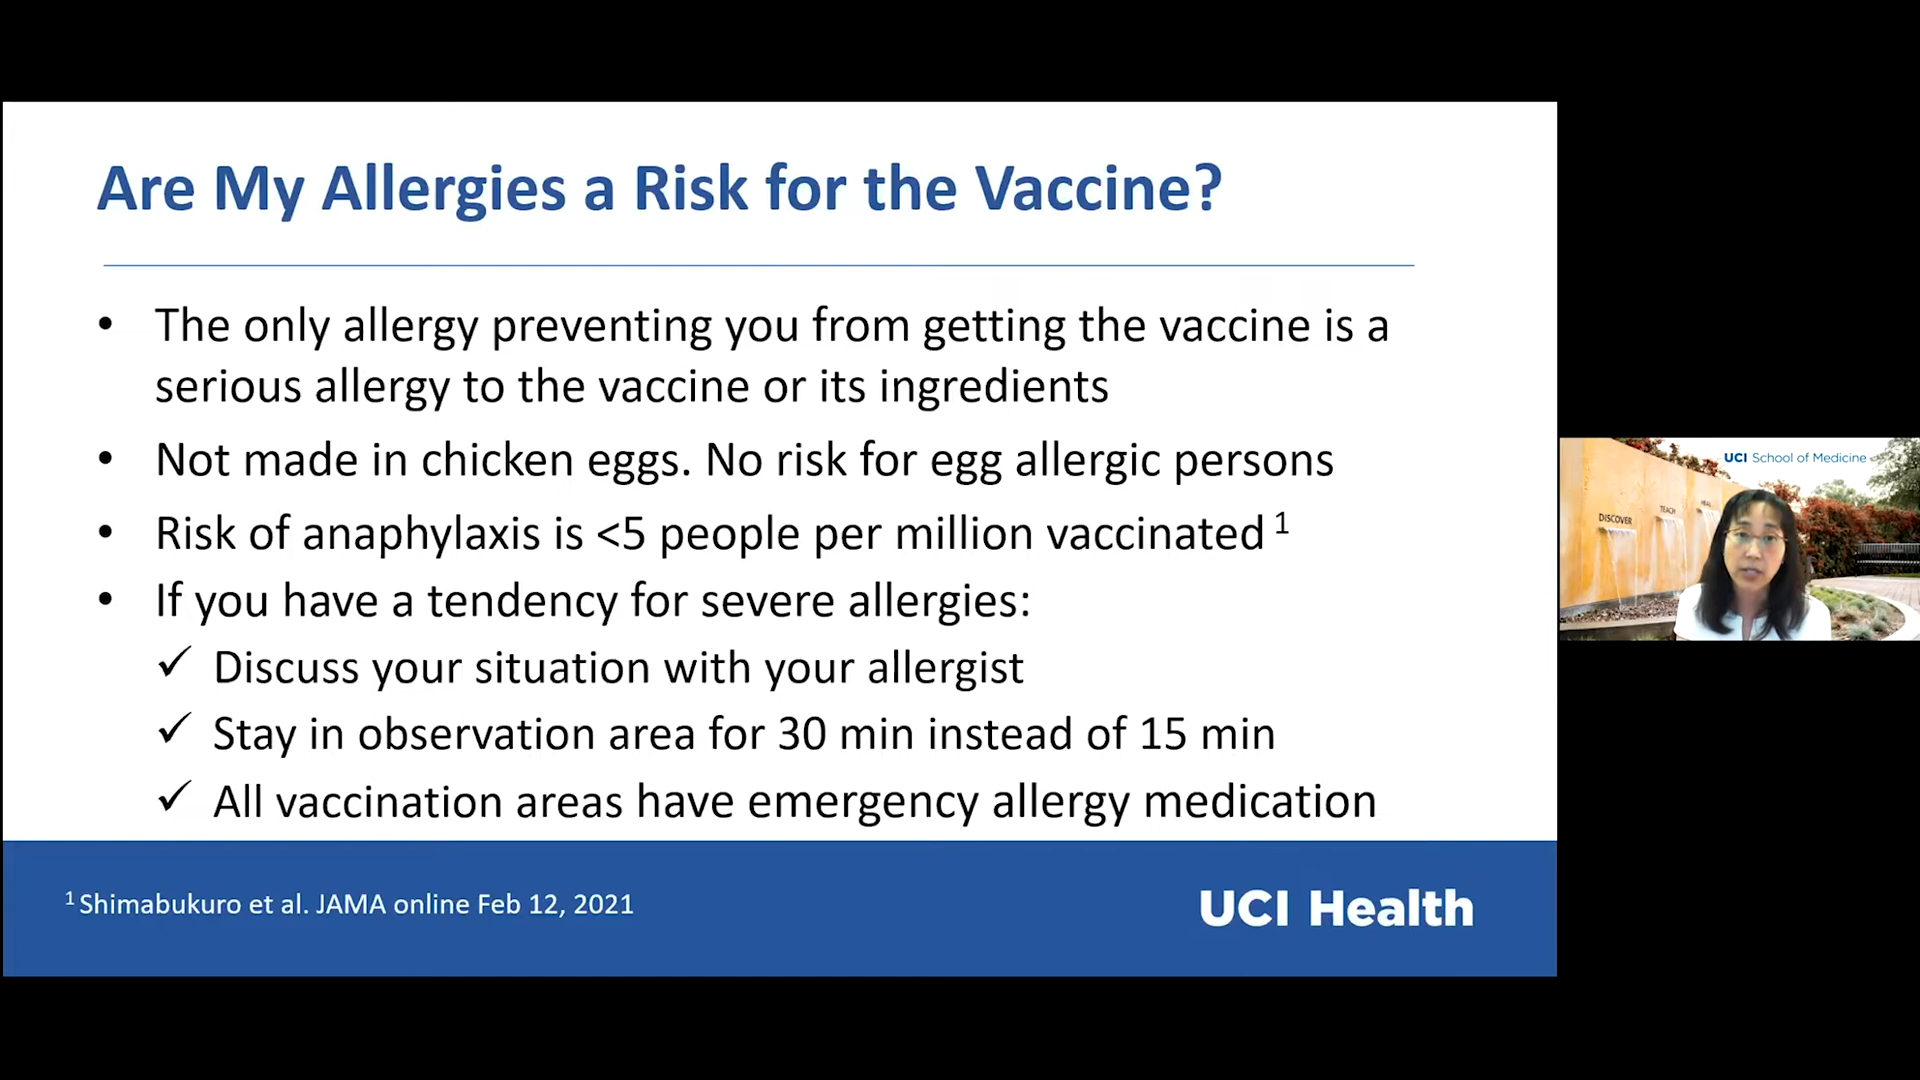 Are My Allergies a Risk for the Vaccine?
• The only allergy preventing you from getting the vaccine is a
serious allergy to the vaccine or its ingredients
• Not made in chicken eggs. No risk for egg allergic persons
• Risk of anaphylaxis is <5 people per million vaccinated 1
• If you have a tendency for severe allergies:
✓ Discuss your situation with your allergist
✓ Stay in observation area for 30 min instead of 15 min
✓ All vaccination areas have emergency allergy medication
1 Shimabukuro et al. JAMA online Feb 12, 2021
UCI Health
UCI School of Medicine
DISCOVER
TEACH
HEAL